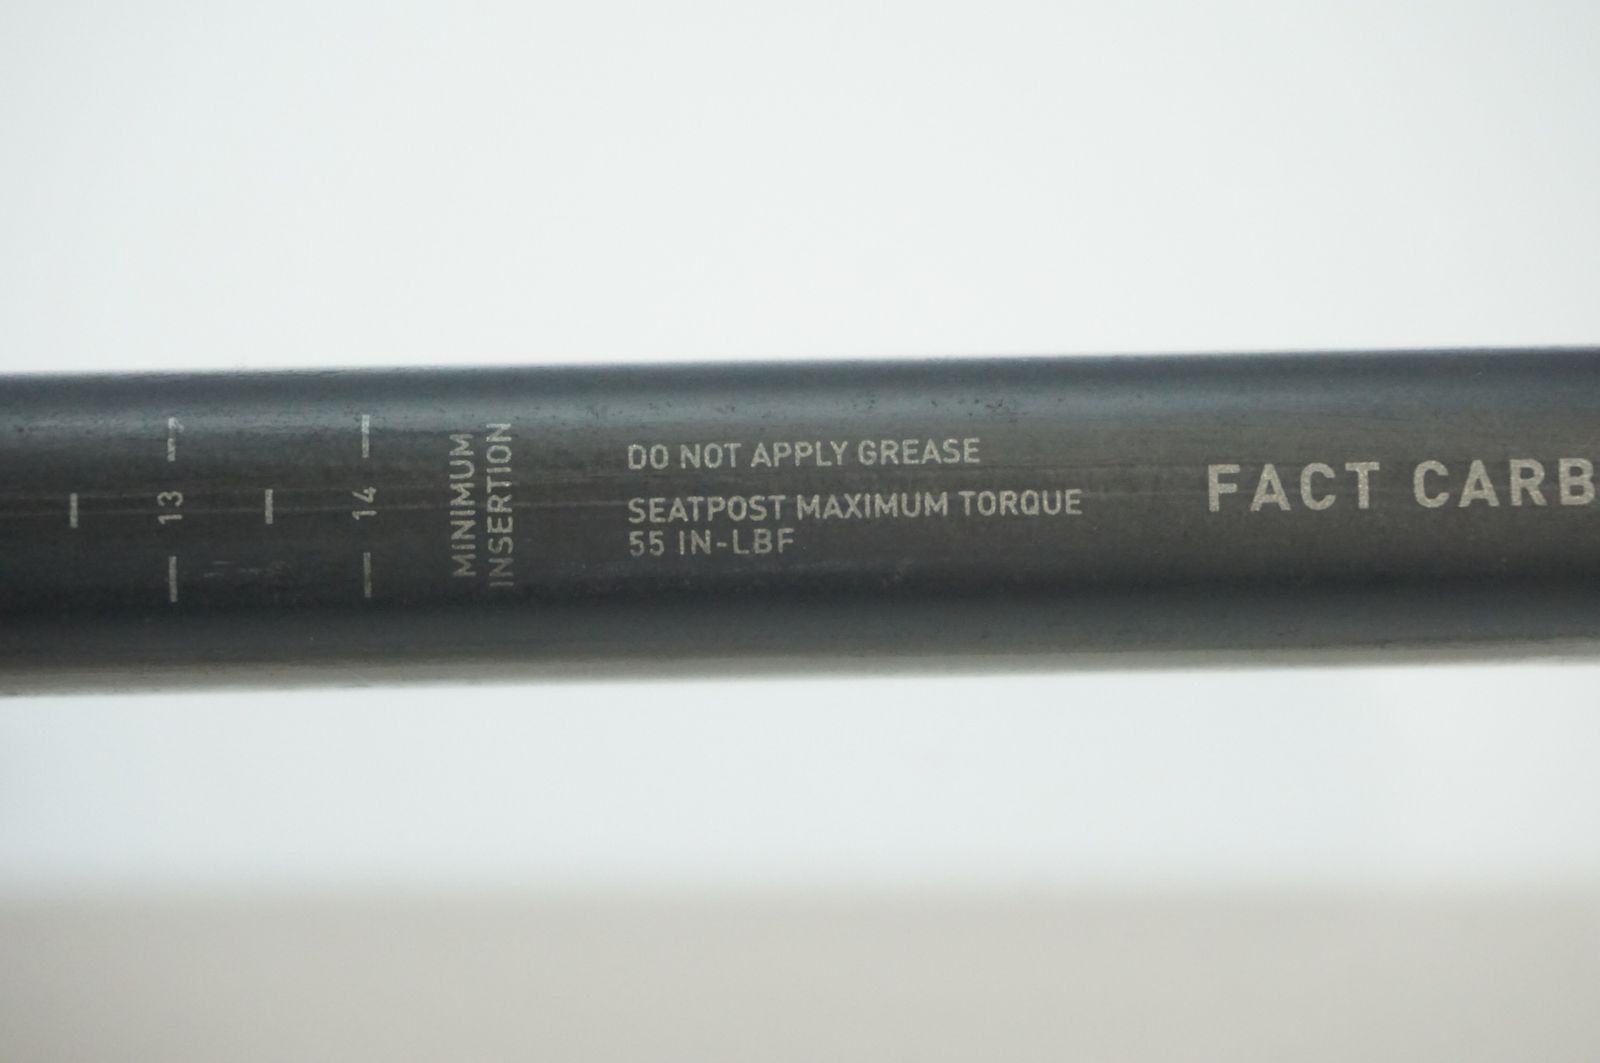 13
14
MINIMUM
INSERTION
DO NOT APPLY GREASE
SEATPOST MAXIMUM TORQUE
55 IN-LBF
FACT CARB